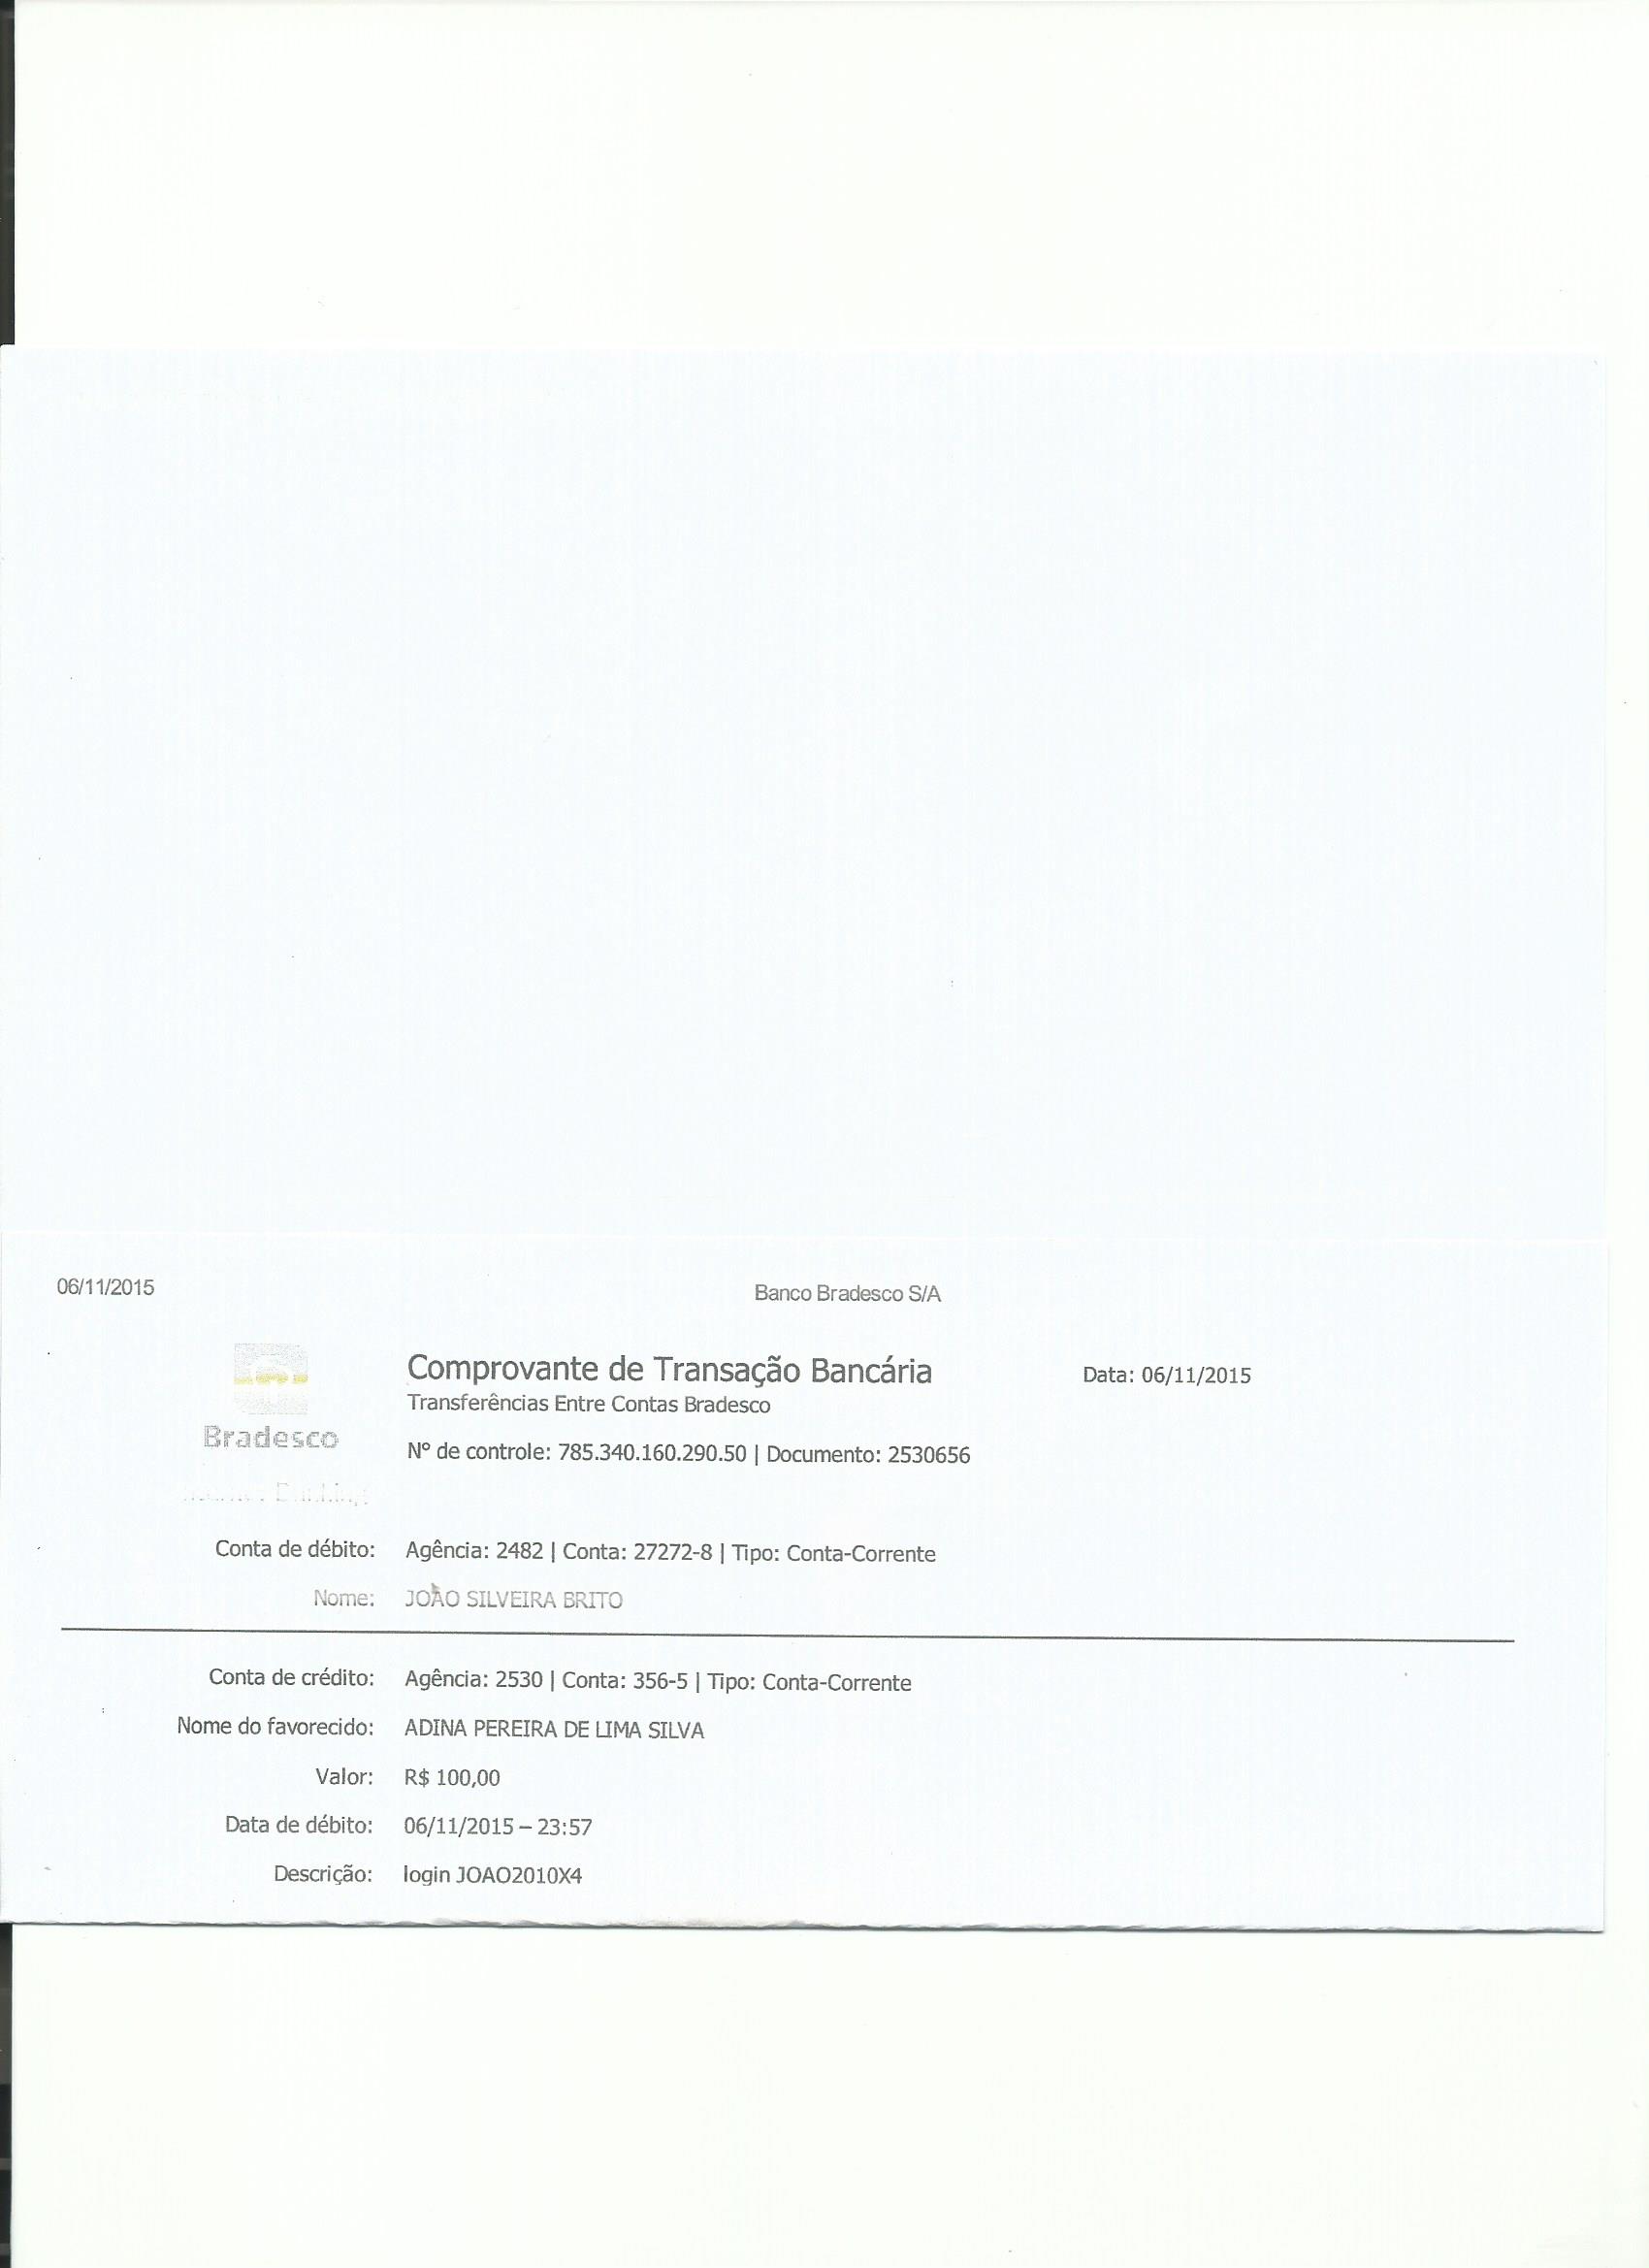 06/11/2015 Banco Bradesco S/A
Comprovante de Transação Bancária Data: 06/11/2015
Transferências Entre Contas Bradesco
Bradesco
Nº de controle: 785.340.160.290.50 | Documento: 2530656
Conta de débito: Agência: 2482 | Conta: 27272-8 | Tipo: Conta-Corrente
Nome: JOÃO SILVEIRA BRITO
Conta de crédito: Agência: 2530 | Conta: 356-5 | Tipo: Conta-Corrente
Nome do favorecido: ADINA PEREIRA DE LIMA SILVA
Valor: R$ 100,00
Data de débito: 06/11/2015 – 23:57
Descrição: login JOAO2010X4